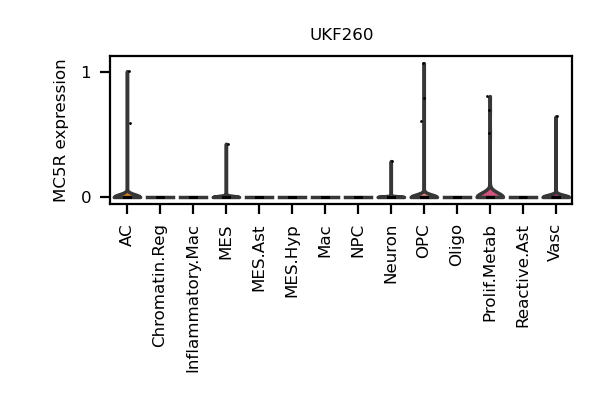 UKF260
MC5R expression
1
0
AC
Chromatin.Reg
Inflammatory.Mac
MES
MES.Ast
MES.Hyp
Mac
NPC
Neuron
OPC
Oligo
Prolif.Metab
Reactive.Ast
Vasc